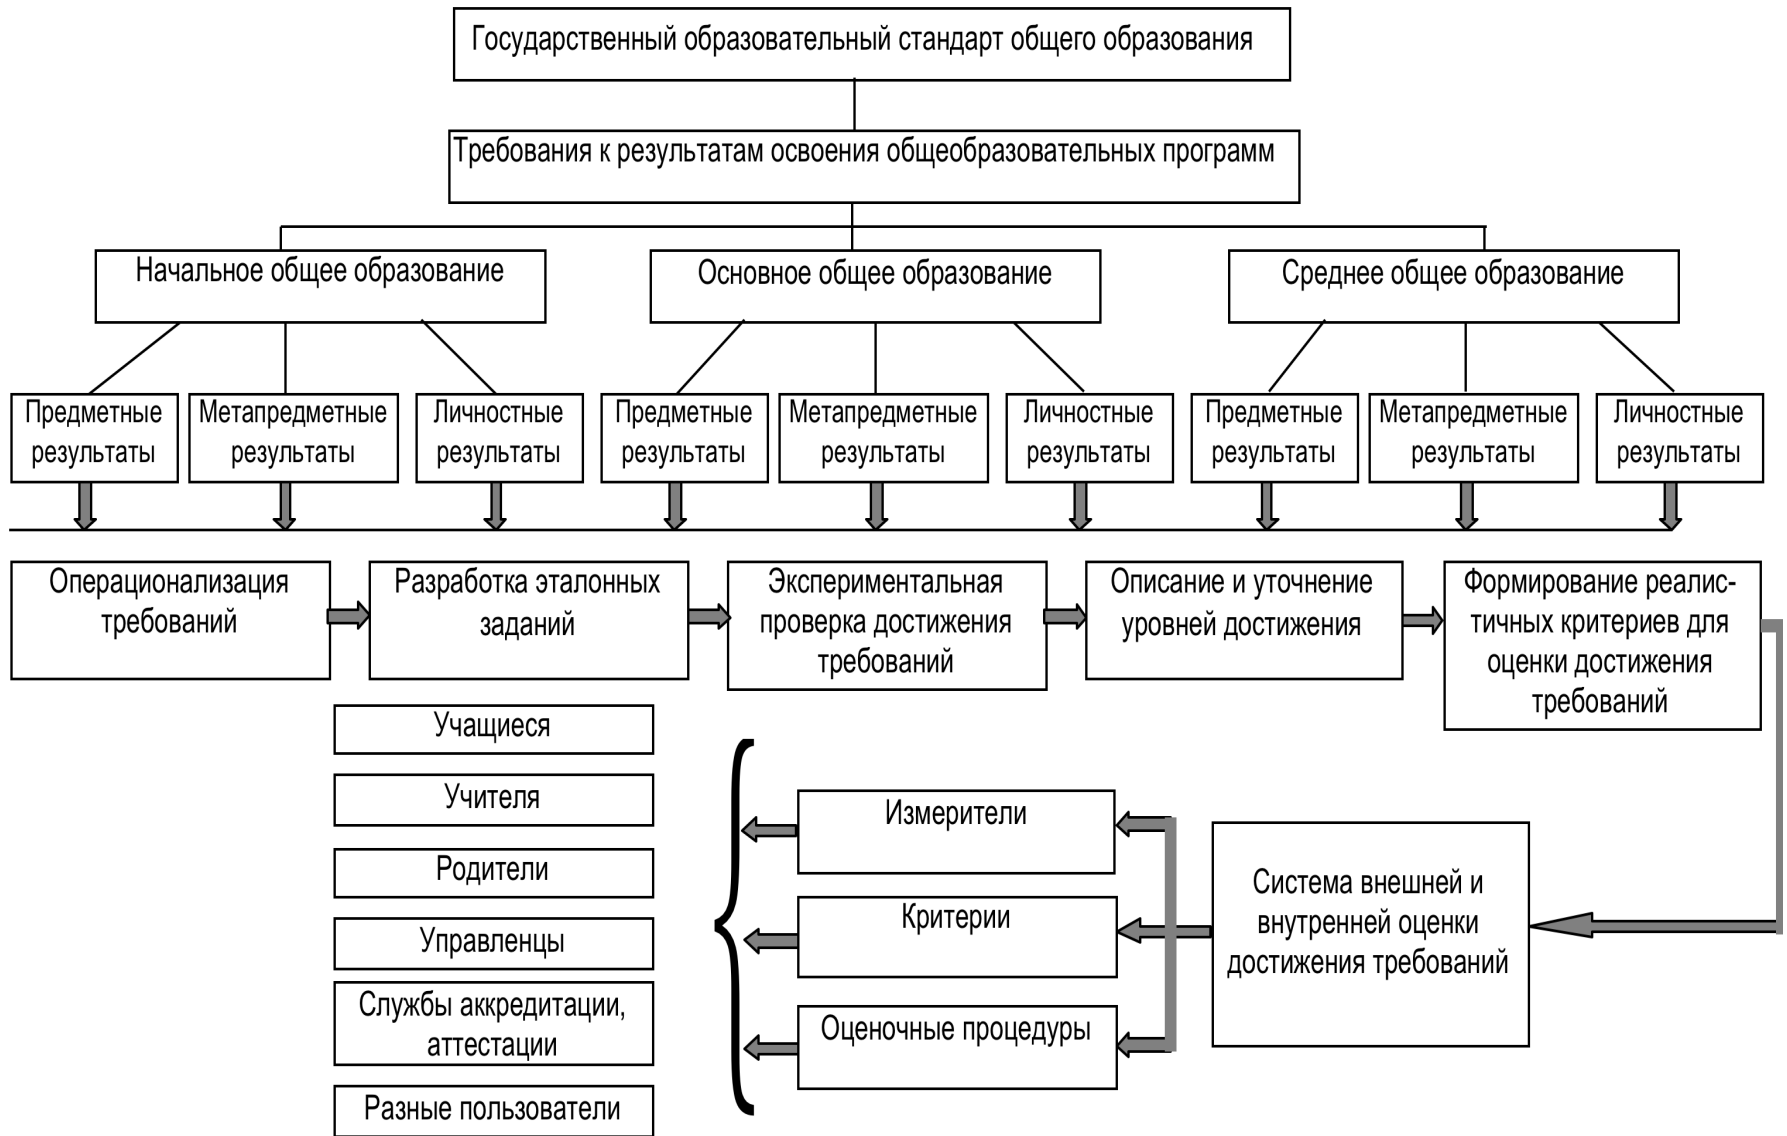 Государственный образовательный стандарт общего образования
Требования к результатам освоения общеобразовательных программ
Начальное общее образование
Основное общее образование
Среднее общее образование
Предметные
результаты
Метапредметные
результаты
Личностные
результаты
Предметные
результаты
Метапредметные
результаты
Личностные
результаты
Предметные
результаты
Метапредметные
результаты
Личностные
результаты
Операционализация
требований
Разработка эталонных
заданий
Экспериментальная
проверка достижения
требований
Описание и уточнение
уровней достижения
Формирование реалис-
тичных критериев для
оценки достижения
требований
Учащиеся
Учителя
Родители
Управленцы
Службы аккредитации,
аттестации
Разные пользователи
Измерители
Критерии
Оценочные процедуры
Система внешней и
внутренней оценки
достижения требований